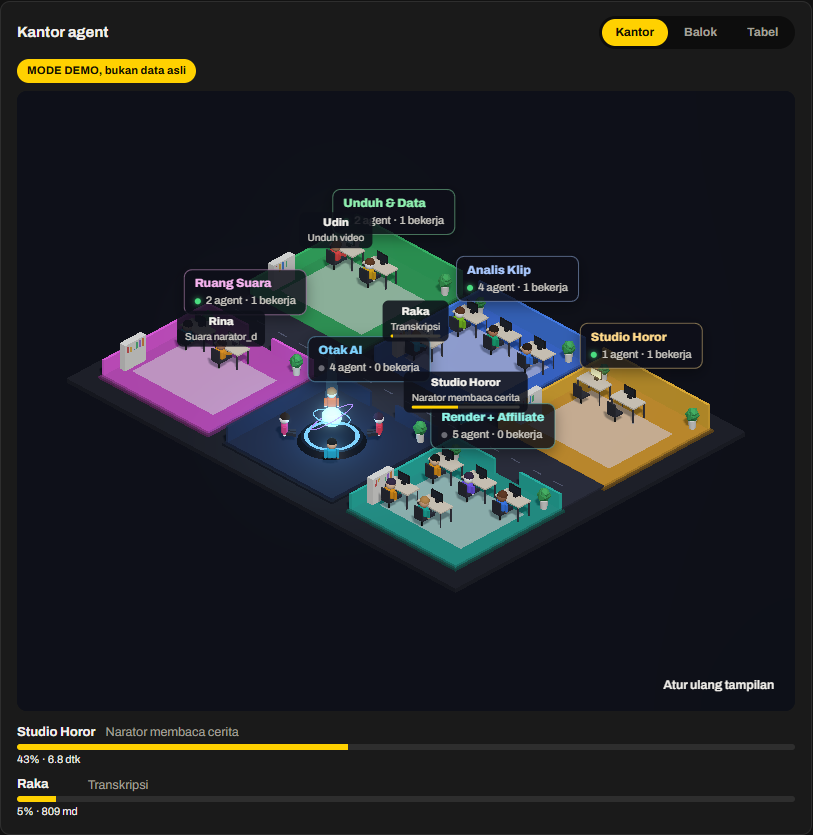 Kantor agent
Kantor Balok Tabel
MODE DEMO, bukan data asli
Unduh & Data
2 agent · 1 bekerja
Udin
Unduh video
Analis Klip
4 agent · 1 bekerja
Ruang Suara
2 agent · 1 bekerja
Rina
Suara narator_d
Raka
Transkripsi
Studio Horor
1 agent · 1 bekerja
Otak AI
4 agent · 0 bekerja
Studio Horor
Narator membaca cerita
Render + Affiliate
5 agent · 0 bekerja
Atur ulang tampilan
Studio Horor Narator membaca cerita
43% · 6.8 dtk
Raka Transkripsi
5% · 809 md